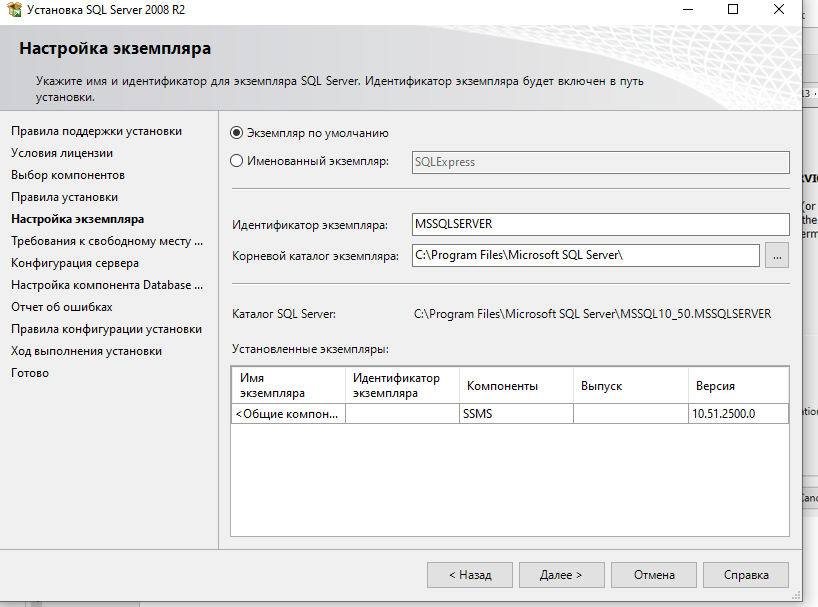 Установка SQL Server 2008 R2
Настройка экземпляра
Укажите имя и идентификатор для экземпляра SQL Server. Идентификатор экземпляра будет включен в путь
установки.
Правила поддержки установки
Условия лицензии
Выбор компонентов
Правила установки
Настройка экземпляра
Требования к свободному месту ...
Конфигурация сервера
Настройка компонента Database ...
Отчет об ошибках
Правила конфигурации установки
Ход выполнения установки
Готово
Экземпляр по умолчанию
Именованный экземпляр: SQLExpress
Идентификатор экземпляра: MSSQLSERVER
Корневой каталог экземпляра: C:\Program Files\Microsoft SQL Server\ ...
Каталог SQL Server: C:\Program Files\Microsoft SQL Server\MSSQL10_50.MSSQLSERVER
Установленные экземпляры:
Имя экземпляра Идентификатор экземпляра Компоненты Выпуск Версия
<Общие компон... SSMS 10.51.2500.0
< Назад Далее > Отмена Справка